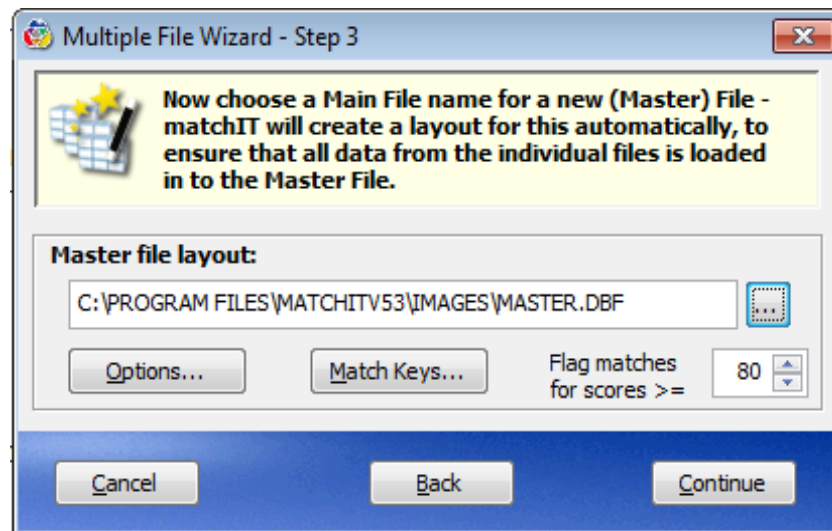 Multiple File Wizard - Step 3
Now choose a Main File name for a new (Master) File -
matchIT will create a layout for this automatically, to
ensure that all data from the individual files is loaded
in to the Master File.
Master file layout:
C:\PROGRAM FILES\MATCHITV53\IMAGES\MASTER.DBF
...
Options...
Match Keys...
Flag matches
for scores >=
80
Cancel
Back
Continue